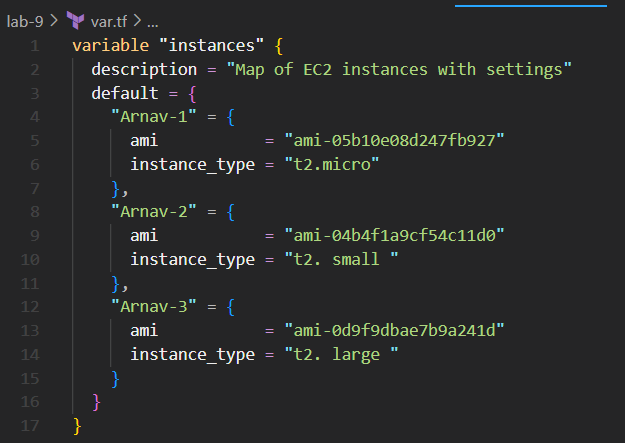 lab-9 > var.tf > ...
1 variable "instances" {
2   description = "Map of EC2 instances with settings"
3   default = {
4     "Arnav-1" = {
5       ami           = "ami-05b10e08d247fb927"
6       instance_type = "t2.micro"
7     },
8     "Arnav-2" = {
9       ami           = "ami-04b4f1a9cf54c11d0"
10       instance_type = "t2. small "
11     },
12     "Arnav-3" = {
13       ami           = "ami-0d9f9dbae7b9a241d"
14       instance_type = "t2. large "
15     }
16   }
17 }